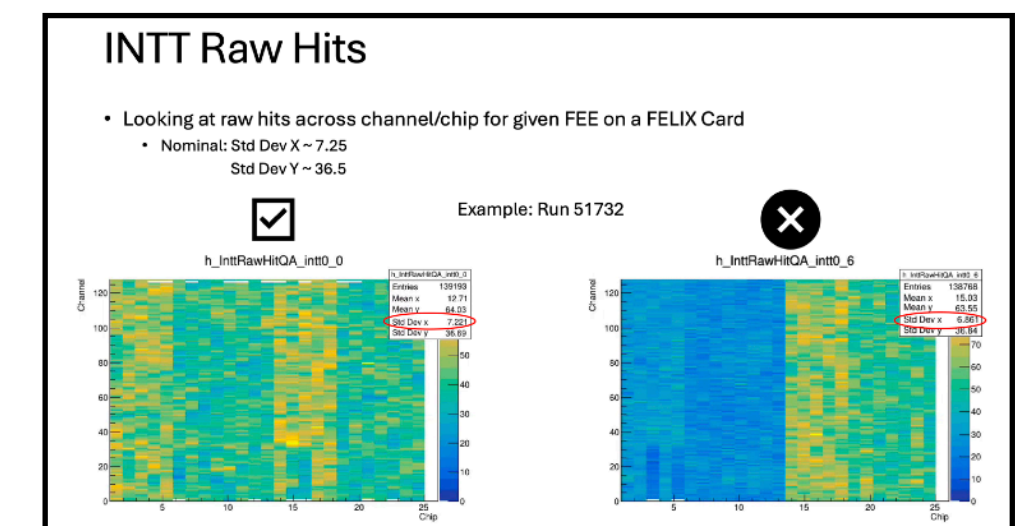 INTT Raw Hits
• Looking at raw hits across channel/chip for given FEE on a FELIX Card
• Nominal: Std Dev X ~ 7.25
Std Dev Y ~ 36.5
Example: Run 51732
h_InttRawHitQA_intt0_0
h_InttRawHitQA_intt0_0
Entries 139193
Mean x 12.71
Mean y 64.03
Std Dev x 7.221
Std Dev y 36.89
Channel
120
100
80
60
40
20
0
5
10
15
20
25
Chip
50
40
30
20
10
0
h_InttRawHitQA_intt0_6
h_InttRawHitQA_intt0_6
Entries 138768
Mean x 15.03
Mean y 63.55
Std Dev x 6.861
Std Dev y 36.84
Channel
120
100
80
60
40
20
0
5
10
15
20
25
Chip
70
60
50
40
30
20
10
0